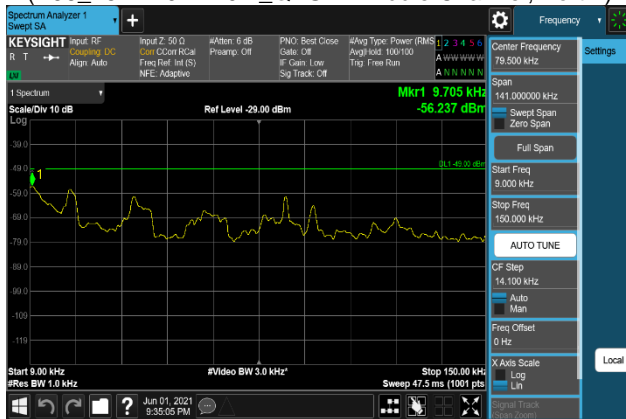 Spectrum Analyzer 1
Swept SA
Frequency
KEYSIGHT
R T
LU
Input: RF
Coupling: DC
Align: Auto
Input Z: 50 Ω
Corr CCorr RCal
Freq Ref: Int (S)
NFE: Adaptive
#Atten: 6 dB
Preamp: Off
PNO: Best Close
Gate: Off
IF Gain: Low
Sig Track: Off
#Avg Type: Power (RMS
Avg|Hold: 100/100
Trig: Free Run
1 2 3 4 5 6
A W W W W W
A N N N N N
1 Spectrum
Scale/Div 10 dB
Ref Level -29.00 dBm
Mkr1 9.705 kHz
-56.237 dBm
Log
-39.0
-49.0
-59.0
-69.0
-79.0
-89.0
-99.0
-109
-119
1
DL1 -49.00 dBm
Start 9.00 kHz
#Res BW 1.0 kHz
#Video BW 3.0 kHz*
Stop 150.00 kHz
Sweep 47.5 ms (1001 pts
Jun 01, 2021
9:35:05 PM
Center Frequency
79.500 kHz
Settings
Span
141.000000 kHz
Swept Span
Zero Span
Full Span
Start Freq
9.000 kHz
Stop Freq
150.000 kHz
AUTO TUNE
CF Step
14.100 kHz
Auto
Man
Freq Offset
0 Hz
X Axis Scale
Log
Lin
Local
Signal Track
(Span Zoom)